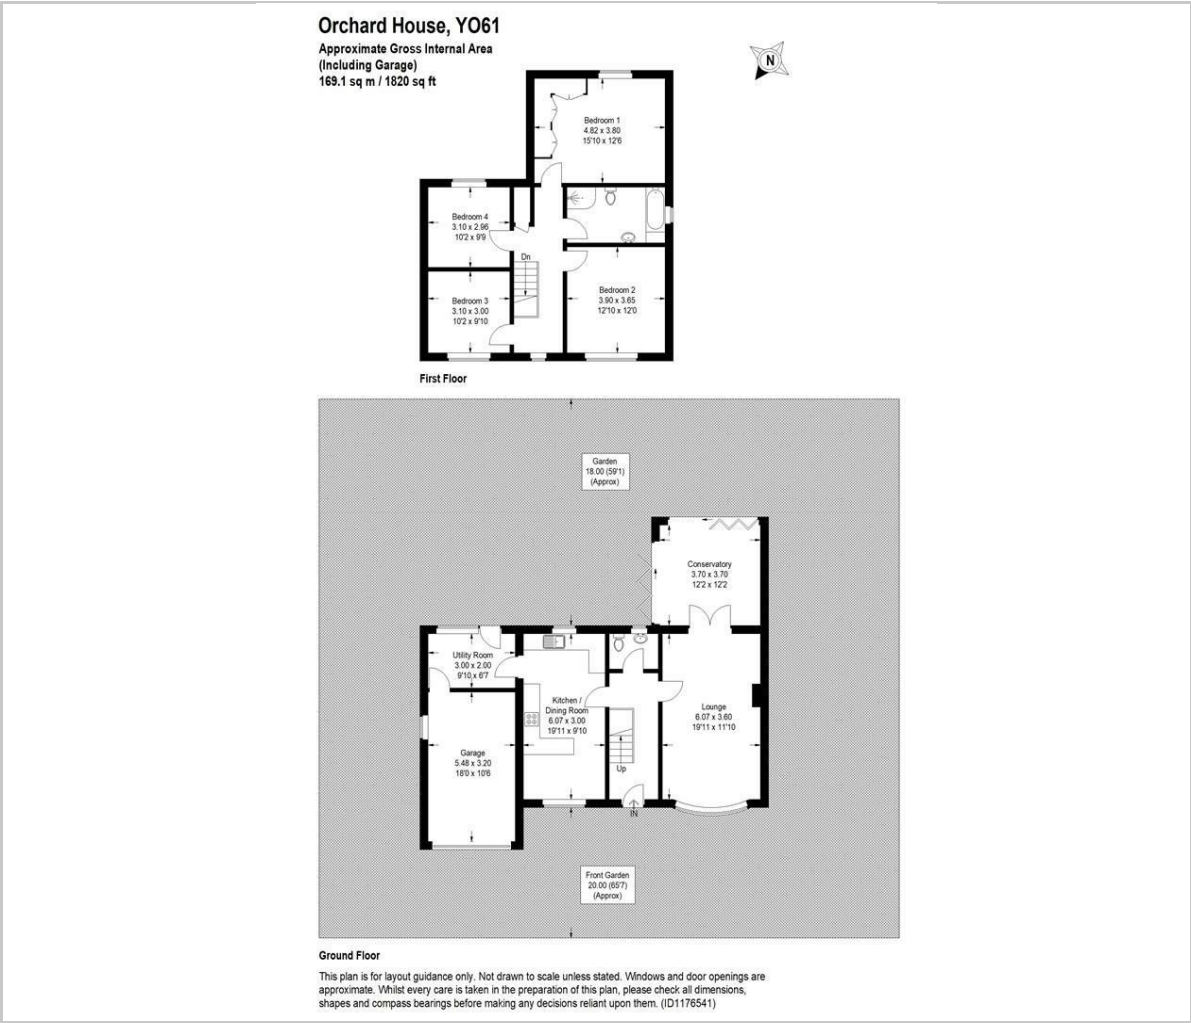 Orchard House, YO61
Approximate Gross Internal Area
(Including Garage)
169.1 sq m / 1820 sq ft
N
Bedroom 1
4.82 x 3.80
15'10 x 12'6
Bedroom 4
3.10 x 2.96
10'2 x 9'9
Dn
Bedroom 3
3.10 x 3.00
10'2 x 9'10
Bedroom 2
3.90 x 3.65
12'10 x 12'0
First Floor
Garden
18.00 (59'1)
(Approx)
Conservatory
3.70 x 3.70
12'2 x 12'2
Utility Room
3.00 x 2.00
9'10 x 6'7
Kitchen /
Dining Room
6.07 x 3.00
19'11 x 9'10
Lounge
6.07 x 3.60
19'11 x 11'10
Garage
5.48 x 3.20
18'0 x 10'6
Up
IN
Front Garden
20.00 (65'7)
(Approx)
Ground Floor
This plan is for layout guidance only. Not drawn to scale unless stated. Windows and door openings are
approximate. Whilst every care is taken in the preparation of this plan, please check all dimensions,
shapes and compass bearings before making any decisions reliant upon them. (ID1176541)